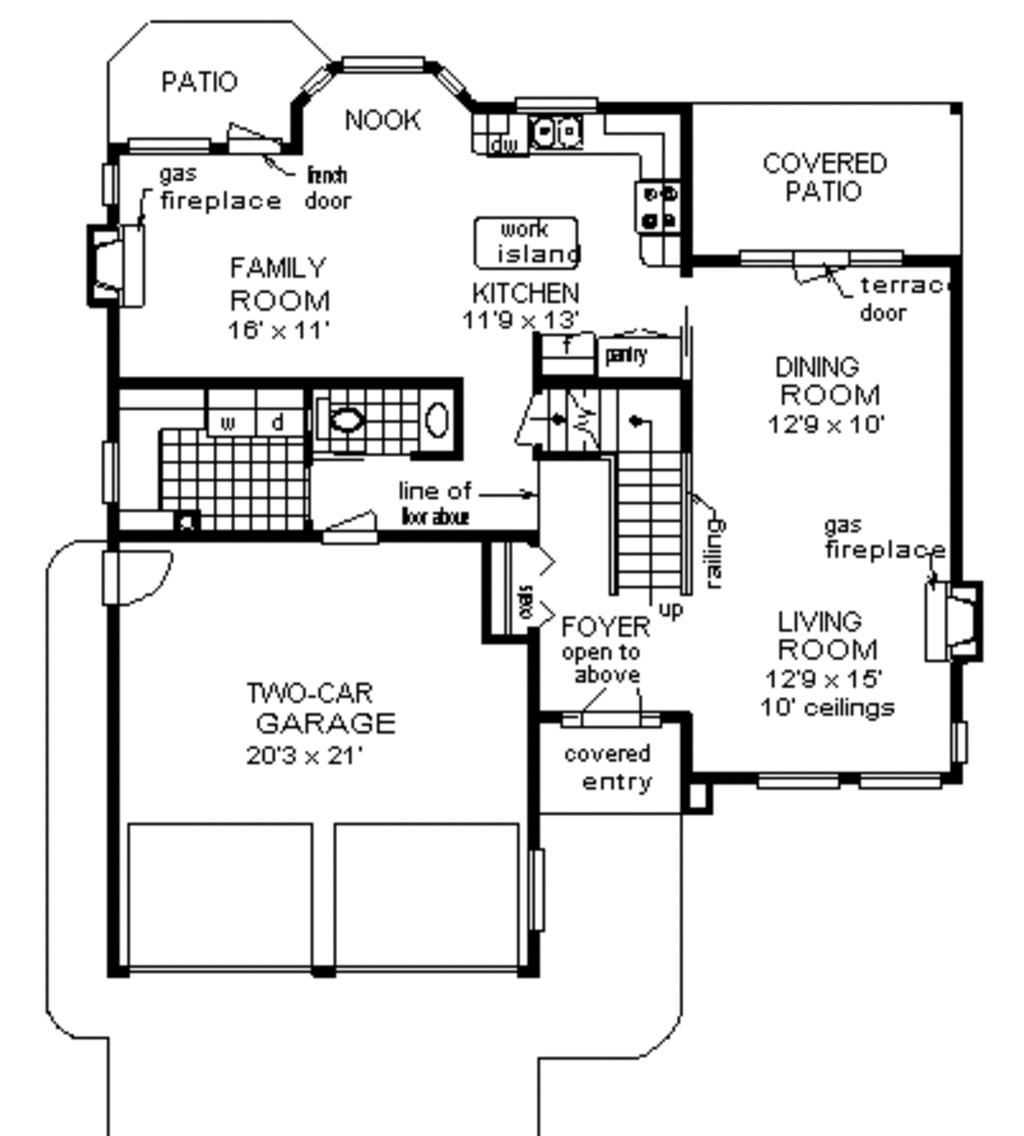 PATIO
NOOK
dw
COVERED
PATIO
gas
fireplace
french
door
work
island
FAMILY
ROOM
16' x 11'
KITCHEN
11'9 x 13'
terrac
door
f
pantry
DINING
ROOM
12'9 x 10'
w
d
line of
floor above
railing
gas
fireplace
coats
up
FOYER
open to
above
LIVING
ROOM
12'9 x 15'
10' ceilings
TWO-CAR
GARAGE
20'3 x 21'
covered
entry